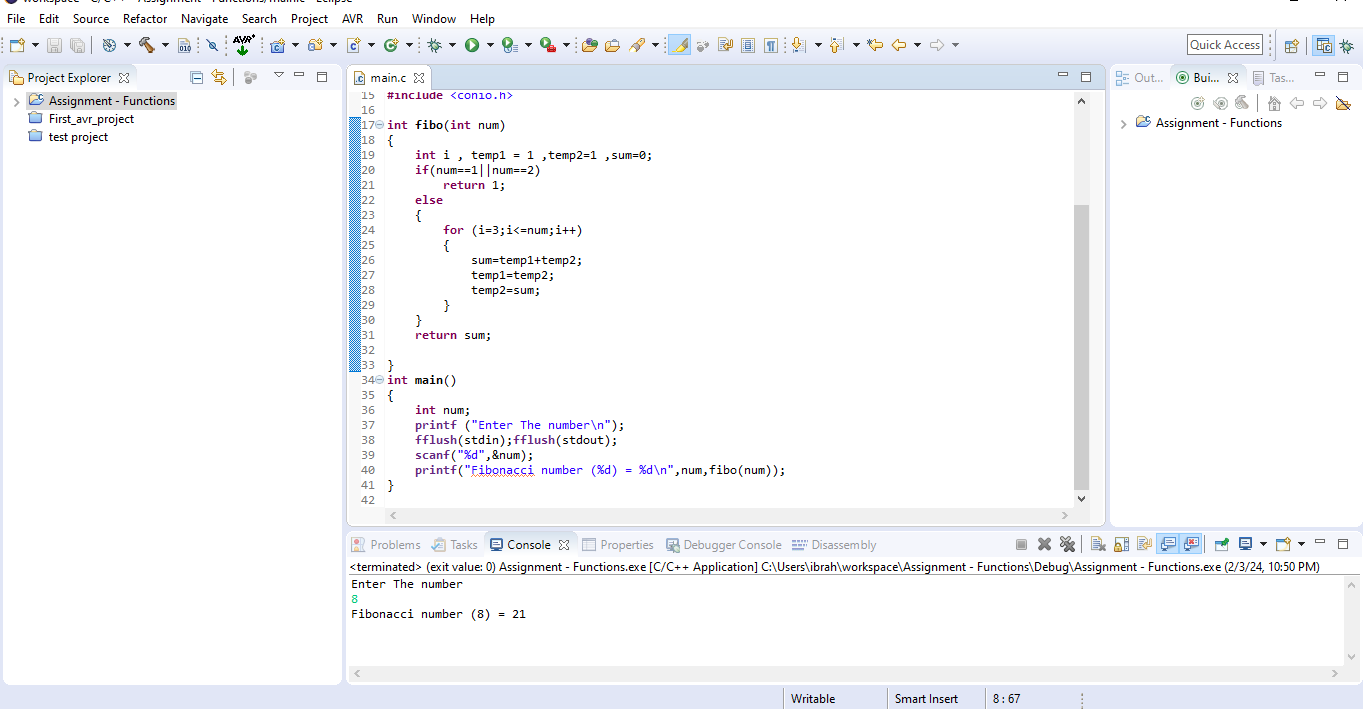 workspace - C/C++ - Assignment - Functions/main.c - Eclipse
File Edit Source Refactor Navigate Search Project AVR Run Window Help
010 AVR Quick Access
Project Explorer
Assignment - Functions
First_avr_project
test project
main.c
15 #include <conio.h>
16
17 int fibo(int num)
18 {
19 int i , temp1 = 1 ,temp2=1 ,sum=0;
20 if(num==1||num==2)
21 return 1;
22 else
23 {
24 for (i=3;i<=num;i++)
25 {
26 sum=temp1+temp2;
27 temp1=temp2;
28 temp2=sum;
29 }
30 }
31 return sum;
32
33 }
34 int main()
35 {
36 int num;
37 printf ("Enter The number\n");
38 fflush(stdin);fflush(stdout);
39 scanf("%d",&num);
40 printf("Fibonacci number (%d) = %d\n",num,fibo(num));
41 }
42
Out... Bui... Tas...
Assignment - Functions
Problems Tasks Console Properties Debugger Console Disassembly
<terminated> (exit value: 0) Assignment - Functions.exe [C/C++ Application] C:\Users\ibrah\workspace\Assignment - Functions\Debug\Assignment - Functions.exe (2/3/24, 10:50 PM)
Enter The number
8
Fibonacci number (8) = 21
Writable Smart Insert 8 : 67